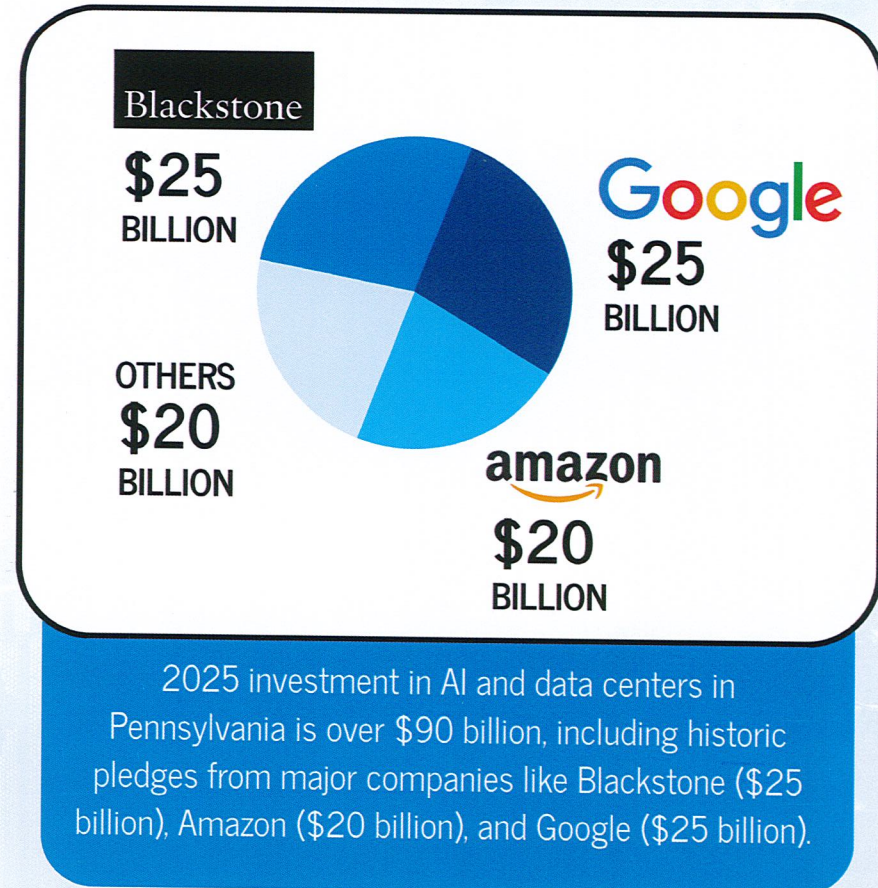 Blackstone
$25
BILLION
Google
$25
BILLION
OTHERS
$20
BILLION
amazon
$20
BILLION
2025 investment in AI and data centers in
Pennsylvania is over $90 billion, including historic
pledges from major companies like Blackstone ($25
billion), Amazon ($20 billion), and Google ($25 billion).